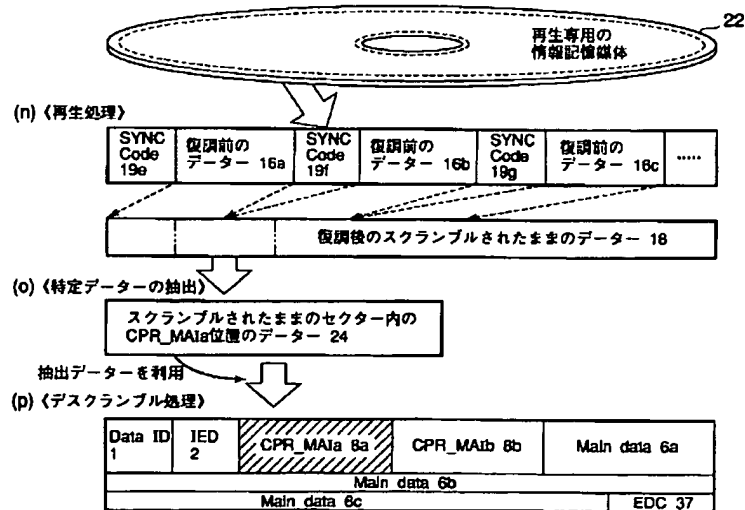 22
再生専用の
情報記憶媒体
(n)《再生処理》
SYNC
Code
19e
復調前の
データー 16a
SYNC
Code
19f
復調前の
データー 16b
SYNC
Code
19g
復調前の
データー 16c
.....
復調後のスクランブルされたままのデーター 18
(o)《特定データーの抽出》
スクランブルされたままのセクター内の
CPR_MAIa位置のデーター 24
抽出データーを利用
(p)《デスクランブル処理》
Data ID
1
IED
2
CPR_MAIa 8a
CPR_MAIb 8b
Main data 6a
Main data 6b
Main data 6c
EDC 37